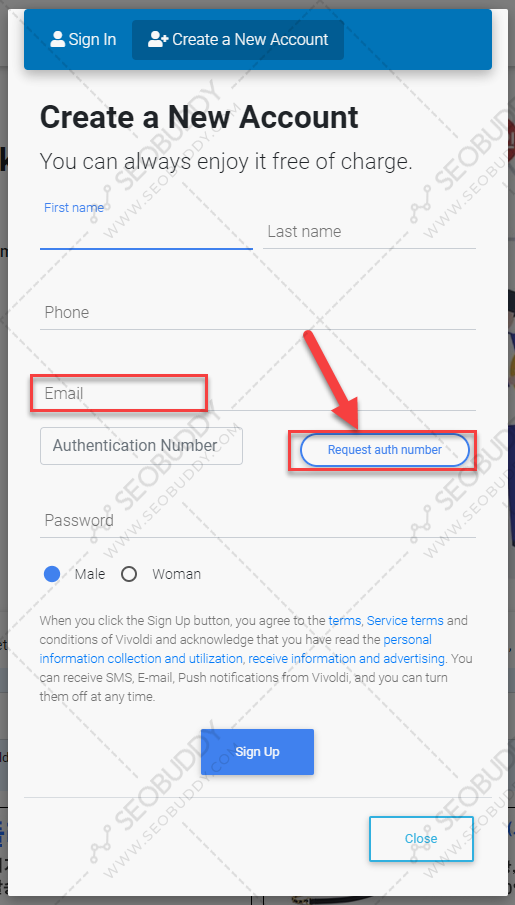 Sign In
Create a New Account
Create a New Account
You can always enjoy it free of charge.
First name
Last name
Phone
Email
Authentication Number
Request auth number
Password
Male
Woman
When you click the Sign Up button, you agree to the terms, Service terms and
conditions of Vivoldi and acknowledge that you have read the personal
information collection and utilization, receive information and advertising. You
can receive SMS, E-mail, Push notifications from Vivoldi, and you can turn
them off at any time.
Sign Up
Close
SEOBUDDY
WWW.SEOBUDDY.COM
SEOBUDDY
WWW.SEOBUDDY.COM
SEOBUDDY
WWW.SEOBUDDY.COM
SEOBUDDY
WWW.SEOBUDDY.COM
SEOBUDDY
WWW.SEOBUDDY.COM
SEOBUDDY
WWW.SEOBUDDY.COM